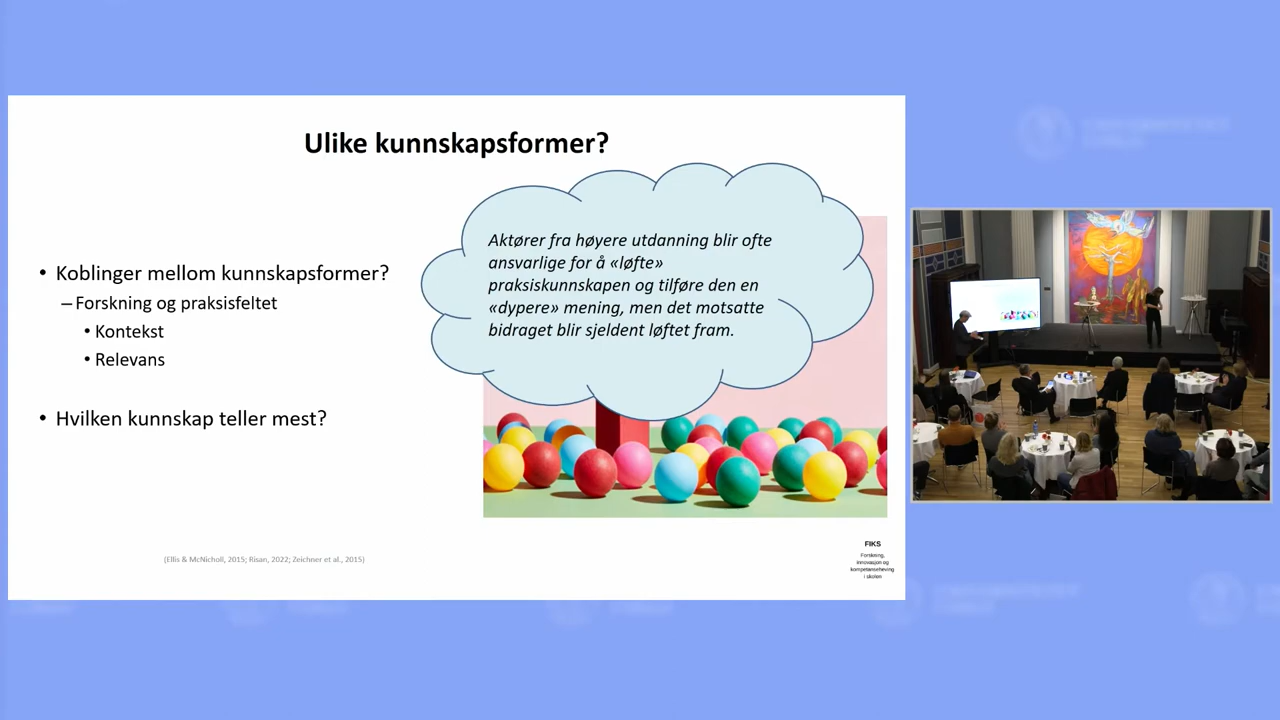 Ulike kunnskapsformer?
• Koblinger mellom kunnskapsformer?
– Forskning og praksisfeltet
• Kontekst
• Relevans
• Hvilken kunnskap teller mest?
Aktører fra høyere utdanning blir ofte
ansvarlige for å «løfte»
praksiskunnskapen og tilføre den en
«dypere» mening, men det motsatte
bidraget blir sjeldent løftet fram.
(Ellis & McNicholl, 2015; Risan, 2022; Zeichner et al., 2015)
FIKS
Forskning,
innovasjon og
kompetanseheving
i skolen